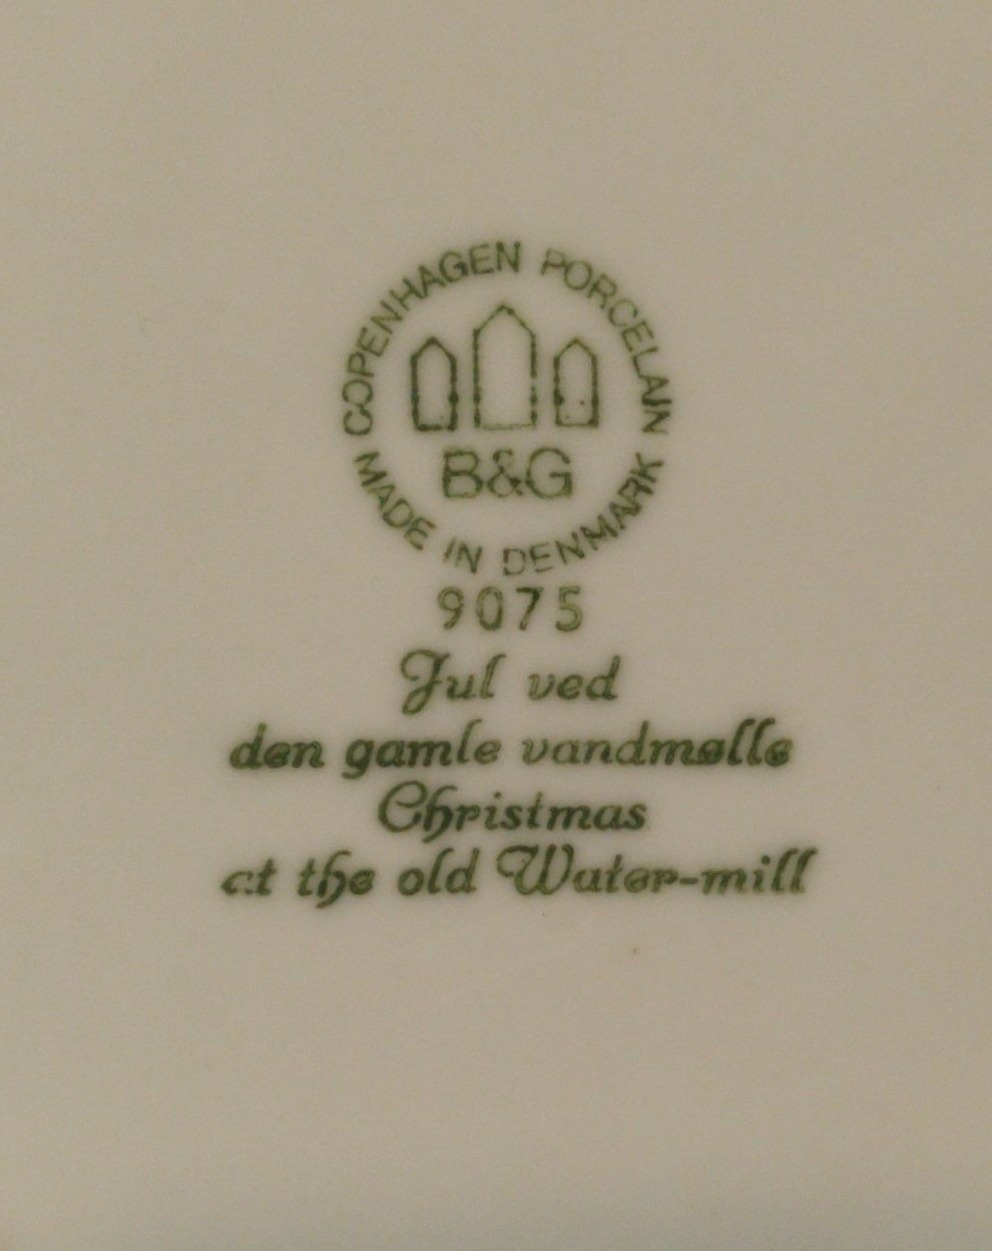 COPENHAGEN PORCELAIN
B&G
MADE IN DENMARK
9075
Jul ved
den gamle vandmølle
Christmas
at the old Water-mill